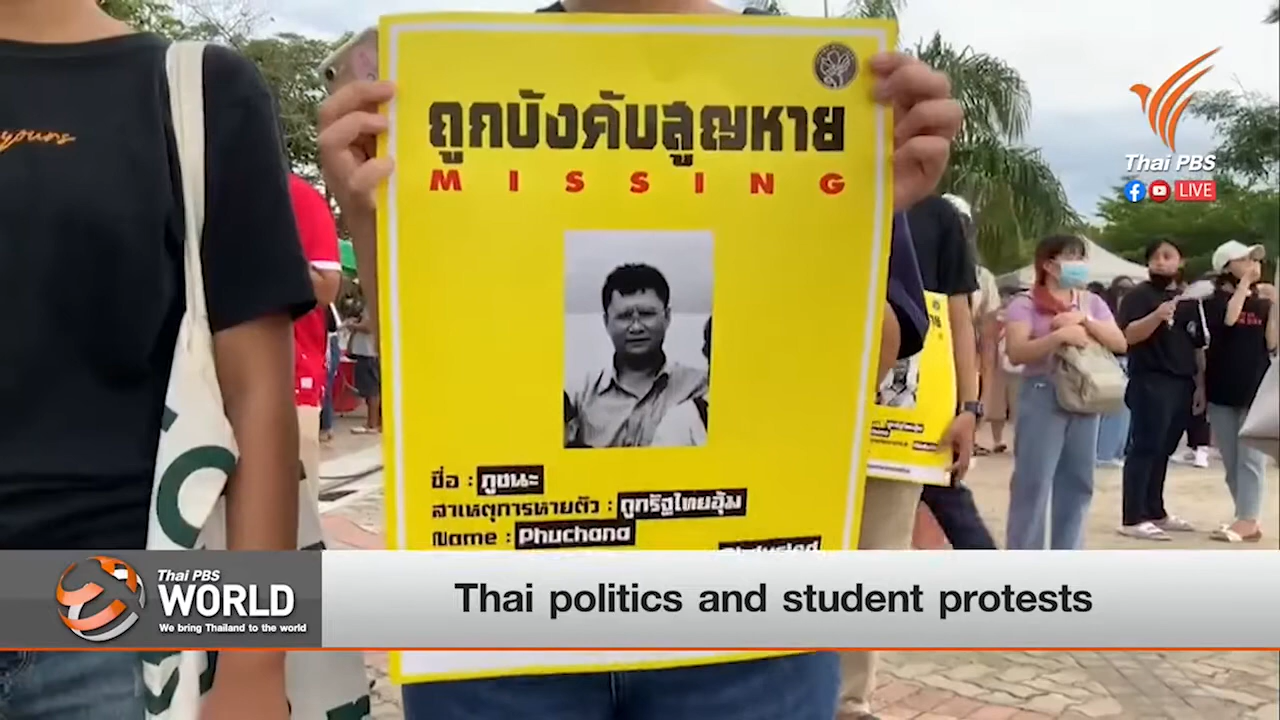 yours
ถูกบังคับสูญหาย
MISSING
Thai PBS
LIVE
ชื่อ : ภูชนะ
สาเหตุการหายตัว : ถูกรัฐไทยอุ้ม
Name : Phuchana
Thai PBS
WORLD
We bring Thailand to the world
Thai politics and student protests